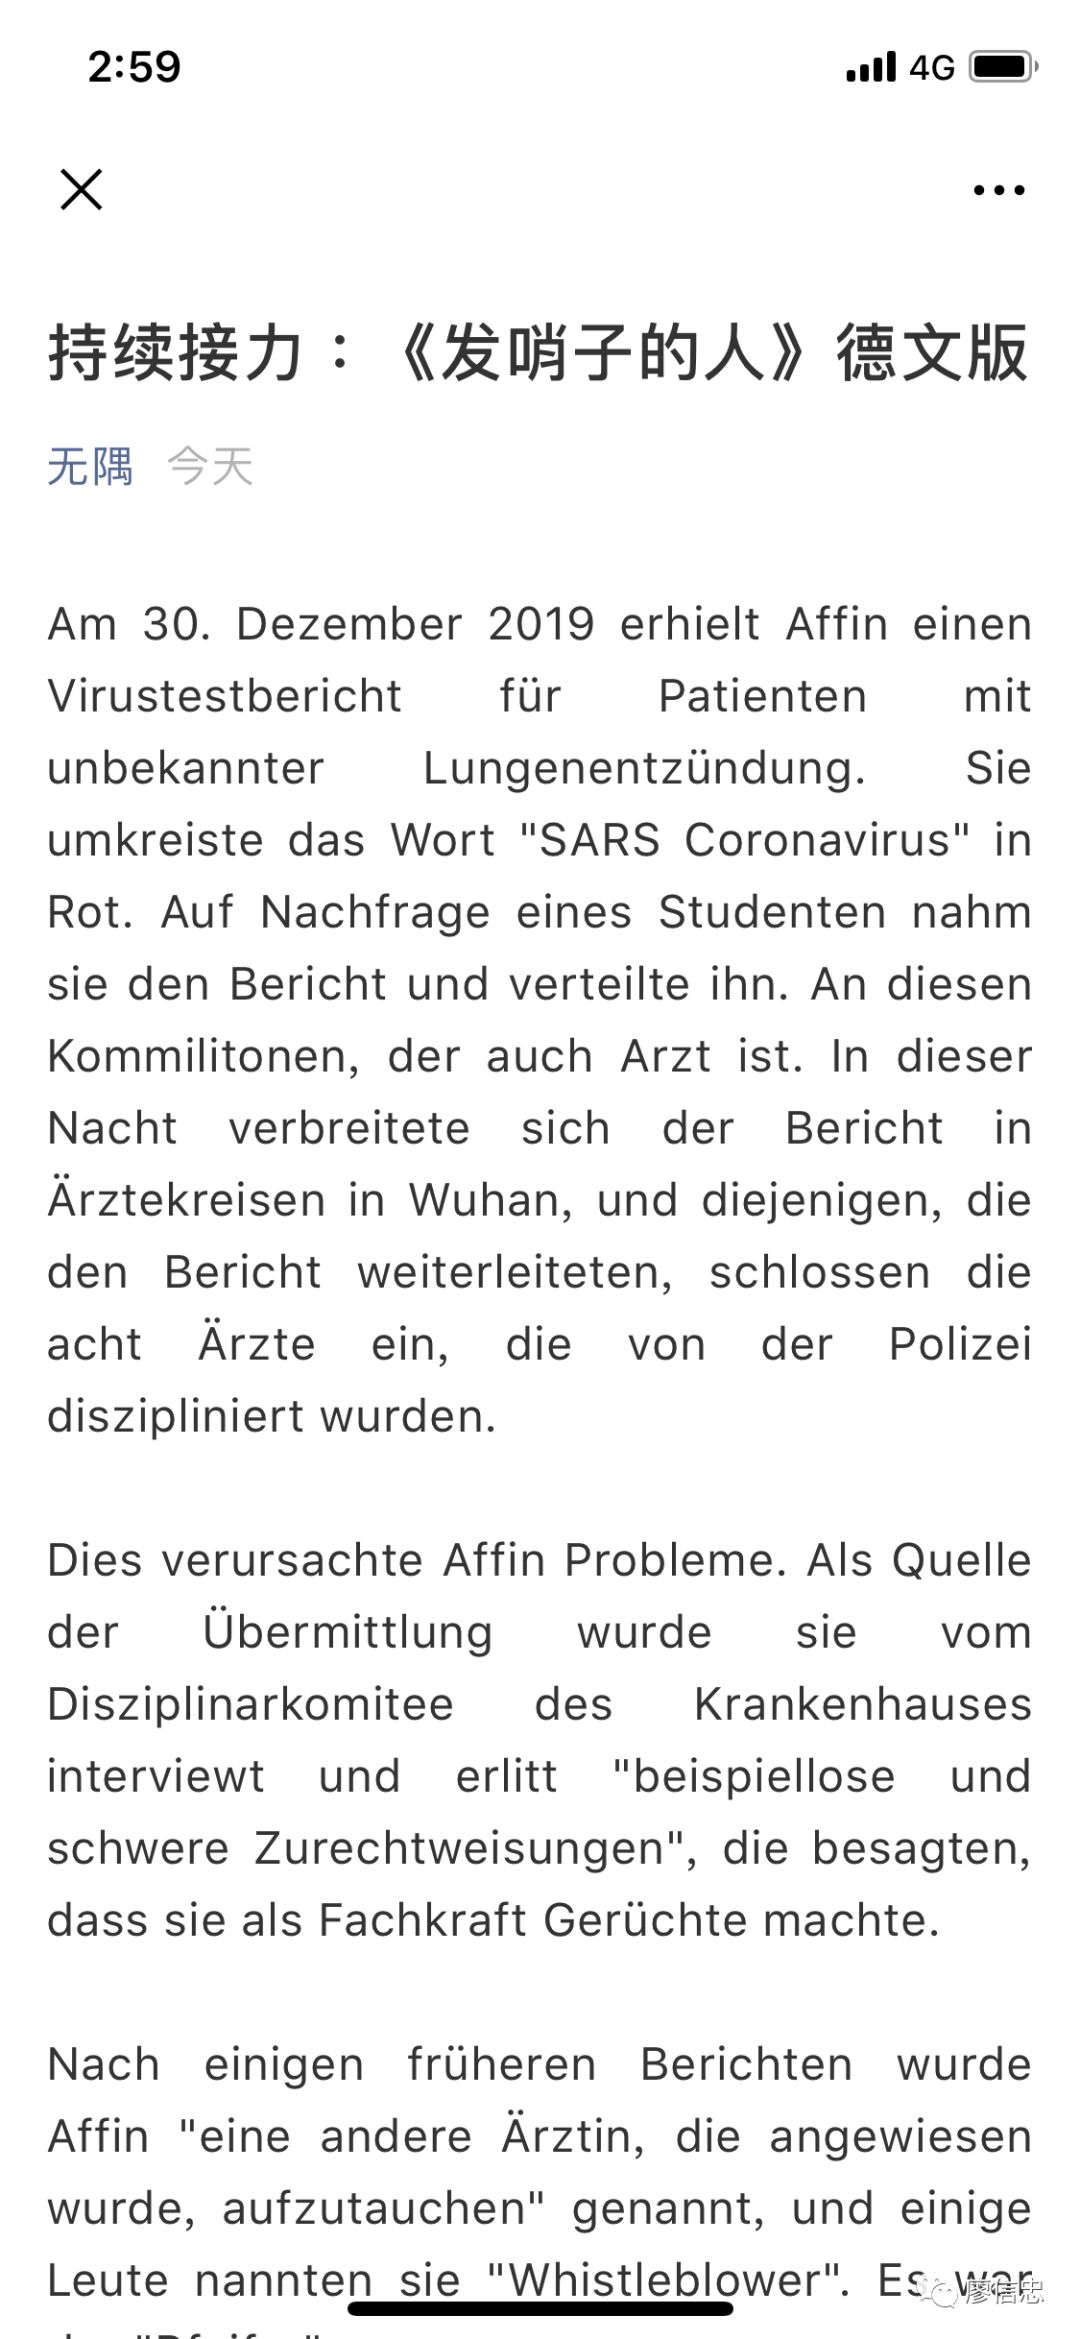 2:59
4G
持续接力：《发哨子的人》德文版
无隅 今天
Am 30. Dezember 2019 erhielt Affin einen
Virustestbericht für Patienten mit
unbekannter Lungenentzündung. Sie
umkreiste das Wort "SARS Coronavirus" in
Rot. Auf Nachfrage eines Studenten nahm
sie den Bericht und verteilte ihn. An diesen
Kommilitonen, der auch Arzt ist. In dieser
Nacht verbreitete sich der Bericht in
Ärztekreisen in Wuhan, und diejenigen, die
den Bericht weiterleiteten, schlossen die
acht Ärzte ein, die von der Polizei
diszipliniert wurden.
Dies verursachte Affin Probleme. Als Quelle
der Übermittlung wurde sie vom
Disziplinarkomitee des Krankenhauses
interviewt und erlitt "beispiellose und
schwere Zurechtweisungen", die besagten,
dass sie als Fachkraft Gerüchte machte.
Nach einigen früheren Berichten wurde
Affin "eine andere Ärztin, die angewiesen
wurde, aufzutauchen" genannt, und einige
Leute nannten sie "Whistleblower". Es war
廖信忠